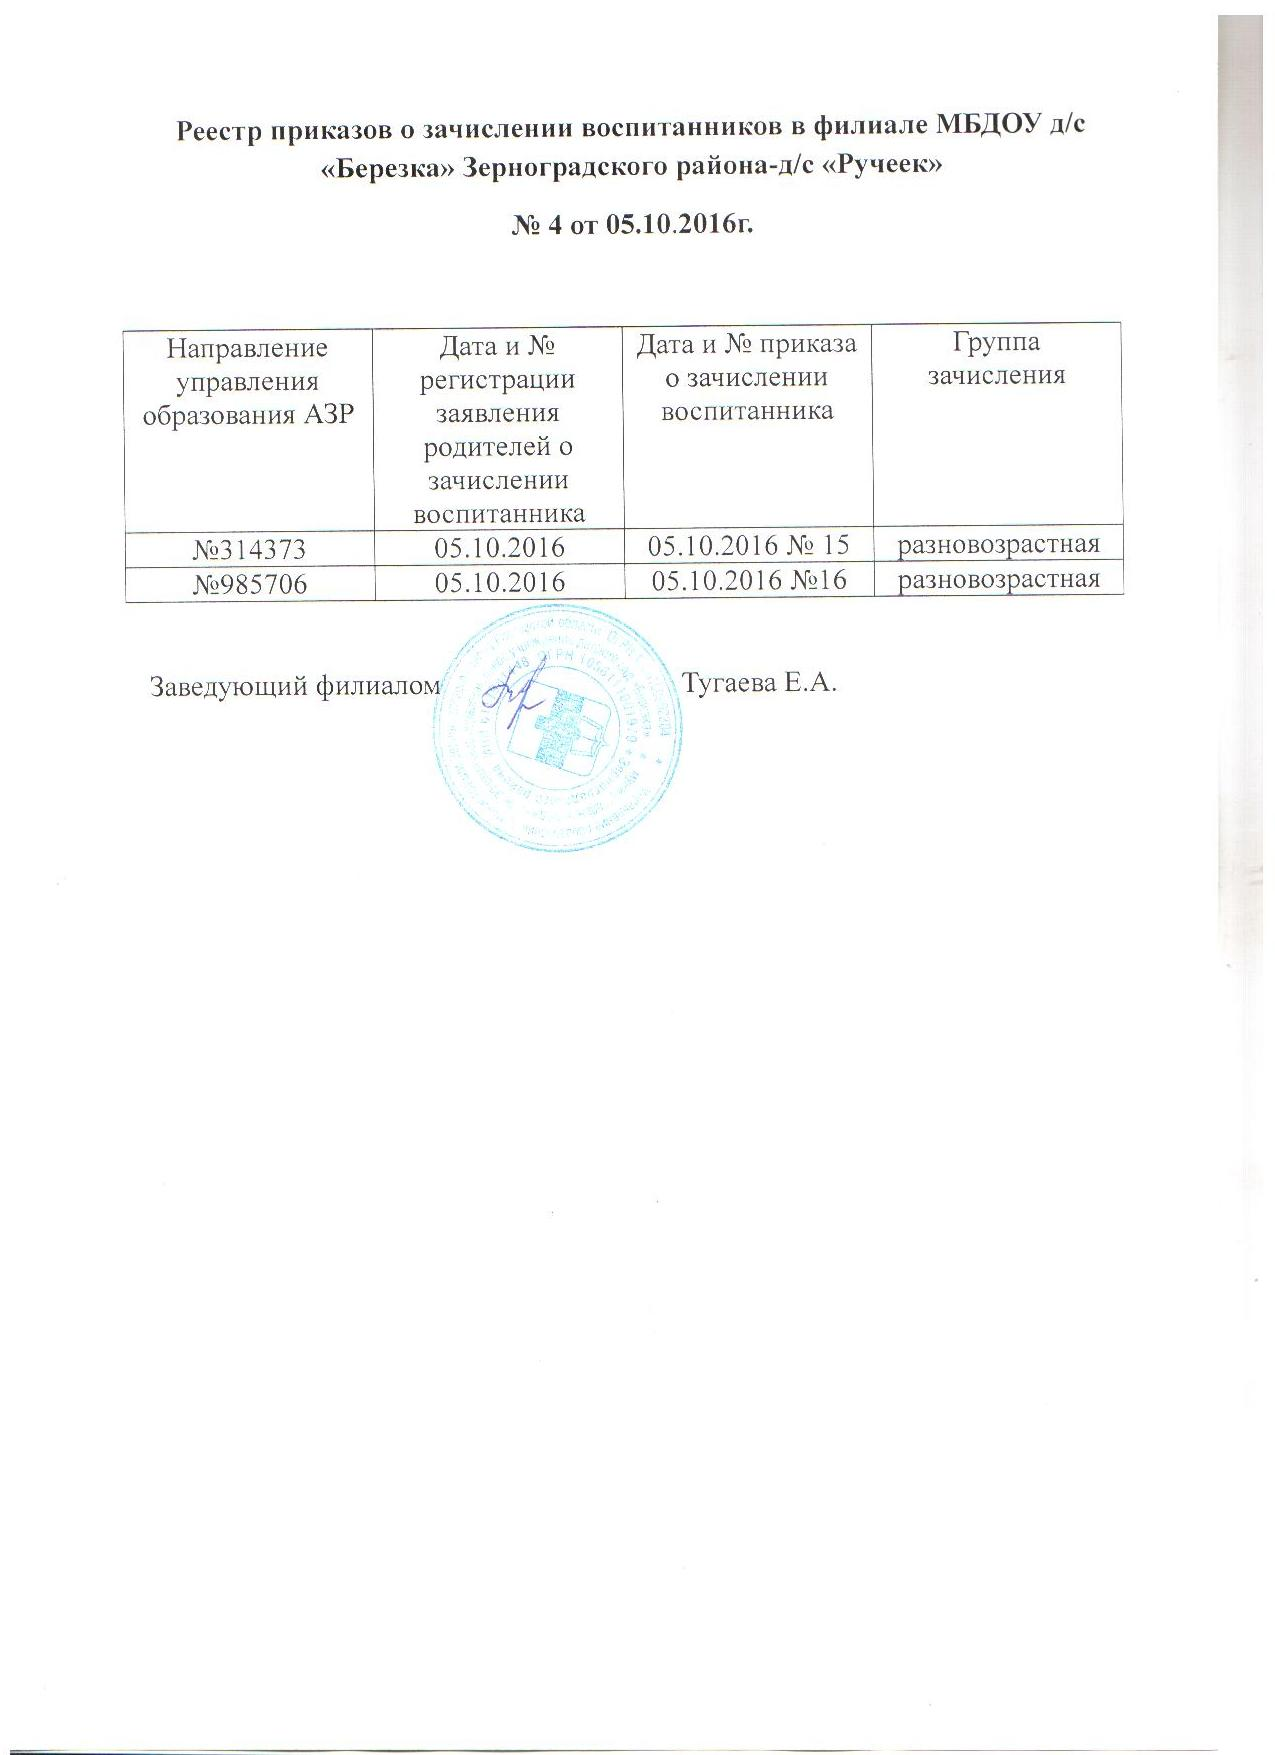 Реестр приказов о зачислении воспитанников в филиале МБДОУ д/с
«Березка» Зерноградского района-д/с «Ручеек»
№ 4 от 05.10.2016г.
Направление
управления
образования АЗР
Дата и №
регистрации
заявления
родителей о
зачислении
воспитанника
Дата и № приказа
о зачислении
воспитанника
Группа
зачисления
№314373 05.10.2016 05.10.2016 № 15 разновозрастная
№985706 05.10.2016 05.10.2016 №16 разновозрастная
Заведующий филиалом Тугаева Е.А.